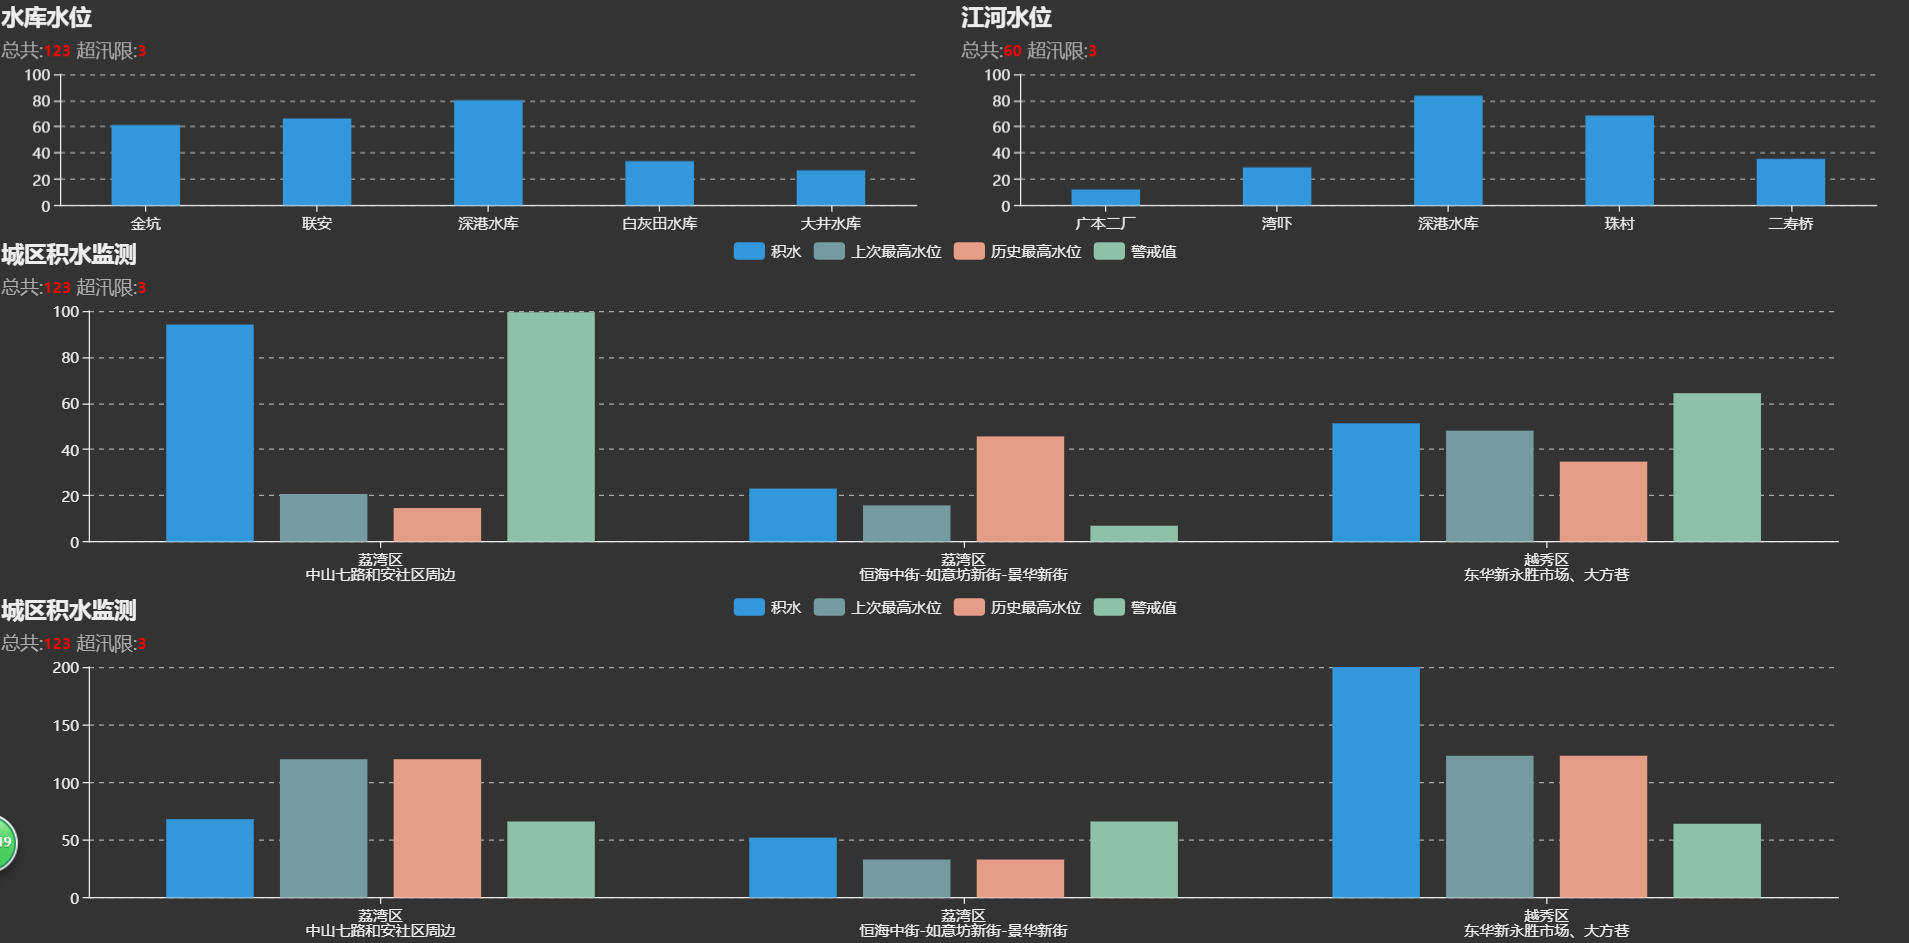 水库水位
总共:123 超汛限:3
100
80
60
40
20
0
金坑 联安 深港水库 白灰田水库 大井水库
江河水位
总共:60 超汛限:3
100
80
60
40
20
0
广本二厂 湾吓 深港水库 珠村 二寿桥
城区积水监测
总共:123 超汛限:3
积水 上次最高水位 历史最高水位 警戒值
100
80
60
40
20
0
荔湾区
中山七路和安社区周边
荔湾区
恒海中街-如意坊新街-景华新街
越秀区
东华新永胜市场、大方巷
城区积水监测
总共:123 超汛限:3
积水 上次最高水位 历史最高水位 警戒值
200
150
100
50
0
荔湾区
中山七路和安社区周边
荔湾区
恒海中街-如意坊新街-景华新街
越秀区
东华新永胜市场、大方巷